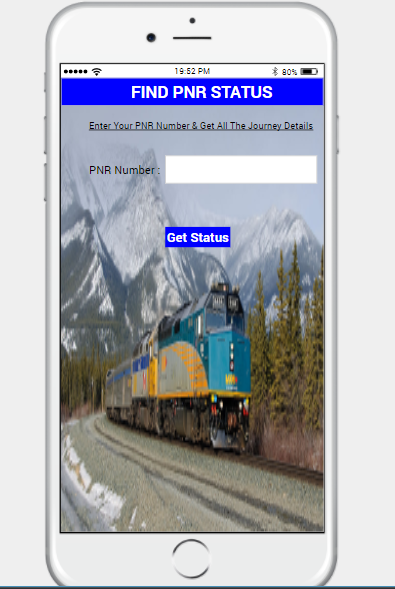 19:52 PM
80%
FIND PNR STATUS
Enter Your PNR Number & Get All The Journey Details
PNR Number :
Get Status